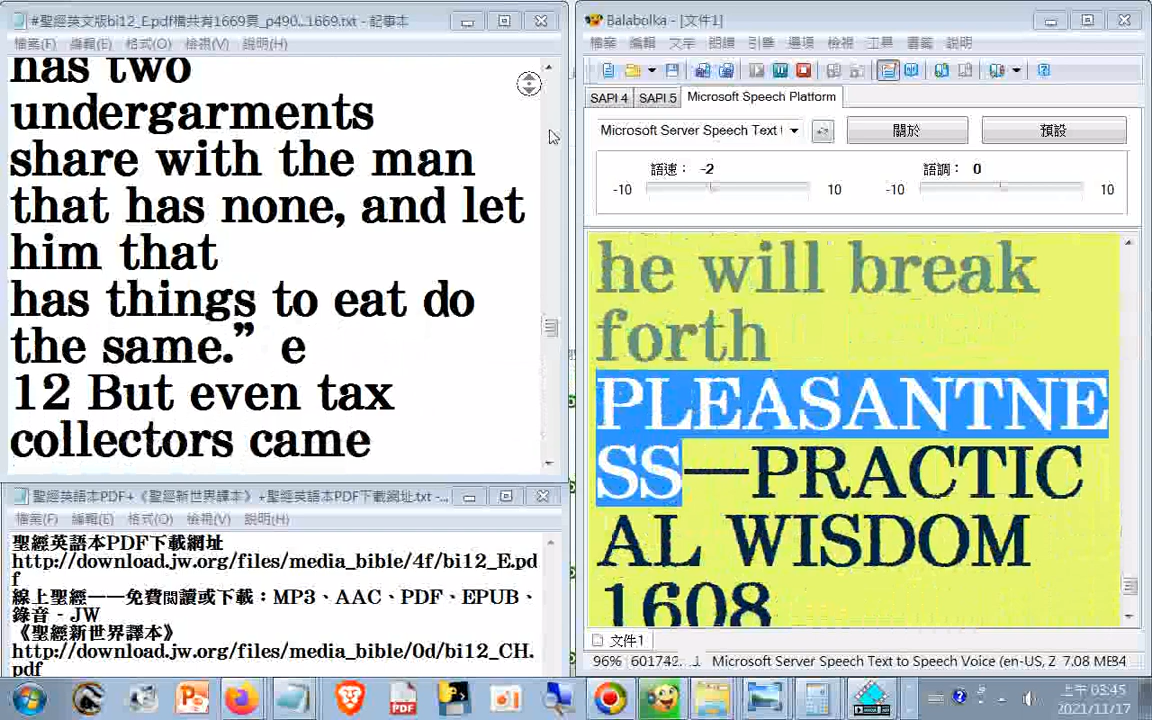 #聖經英文版bi12_E.pdf檔共有1669頁_p490...1669.txt - 記事本
檔案(F) 編輯(E) 格式(O) 檢視(V) 說明(H)
has two
undergarments
share with the man
that has none, and let
him that
has things to eat do
the same.” e
12 But even tax
collectors came
聖經英語本PDF+《聖經新世界譯本》+聖經英語本PDF下載網址.txt - ...
檔案(F) 編輯(E) 格式(O) 檢視(V) 說明(H)
聖經英語本PDF下載網址
http://download.jw.org/files/media_bible/4f/bi12_E.pd
f
線上聖經——免費閱讀或下載：MP3、AAC、PDF、EPUB、
錄音 - JW
《聖經新世界譯本》
http://download.jw.org/files/media_bible/0d/bi12_CH.
pdf
Balabolka - [文件1]
檔案 編輯 文字 朗讀 引擎 選項 檢視 工具 書籤 說明
SAPI 4 SAPI 5 Microsoft Speech Platform
Microsoft Server Speech Text 關於 預設
語速： -2 語調： 0
-10 10 -10 10
he will break
forth
PLEASANTNE
SS—PRACTIC
AL WISDOM
1608
文件1
96% 601742... Microsoft Server Speech Text to Speech Voice (en-US, Z 7.08 MB
上午 03:45
2021/11/17